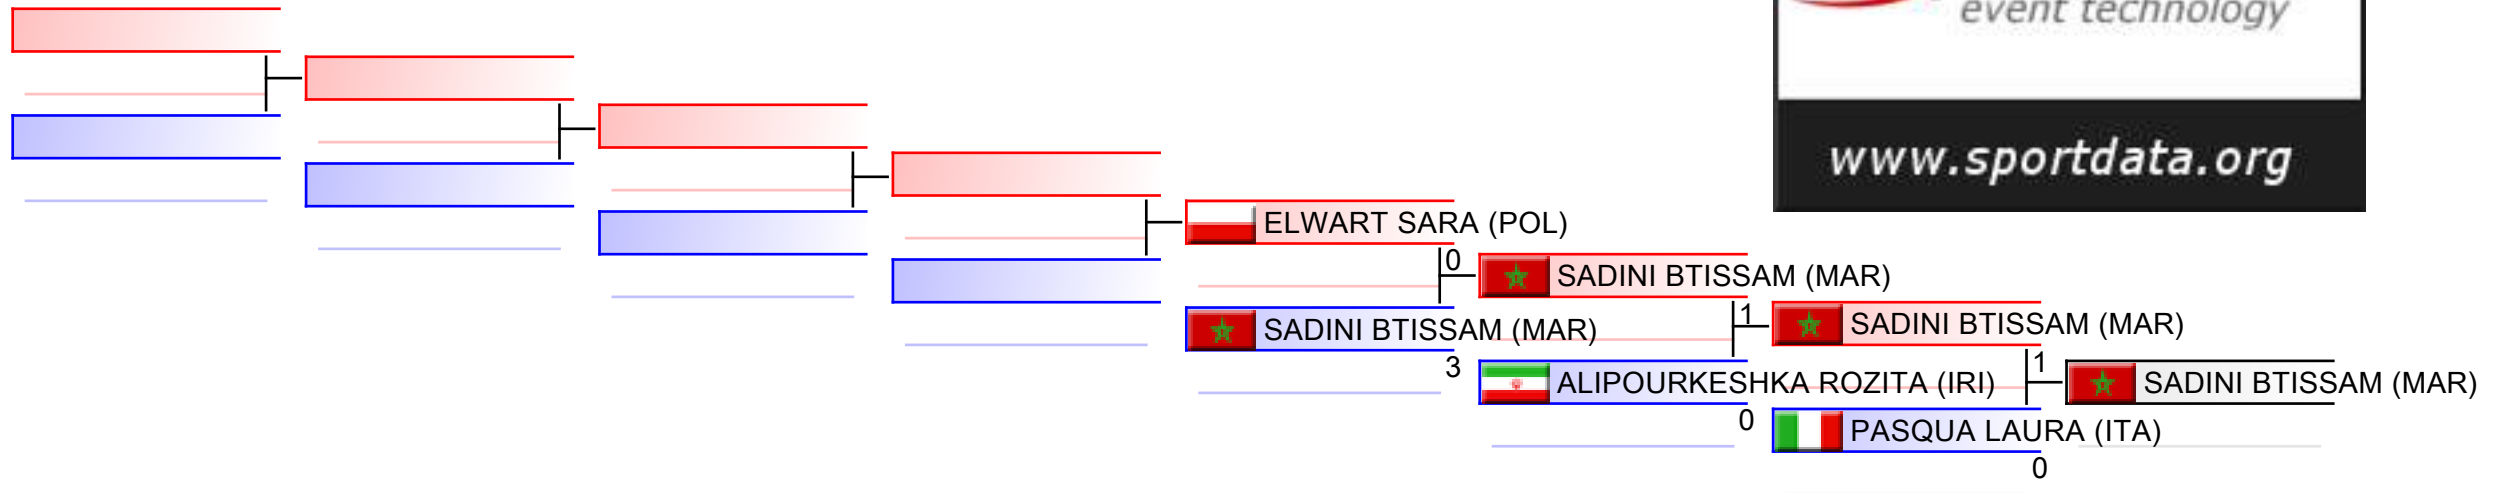 event technology
www.sportdata.org
ELWART SARA (POL)
0
SADINI BTISSAM (MAR)
SADINI BTISSAM (MAR)
3
1
ALIPOURKESHKA ROZITA (IRI)
0
SADINI BTISSAM (MAR)
1
PASQUA LAURA (ITA)
0
SADINI BTISSAM (MAR)